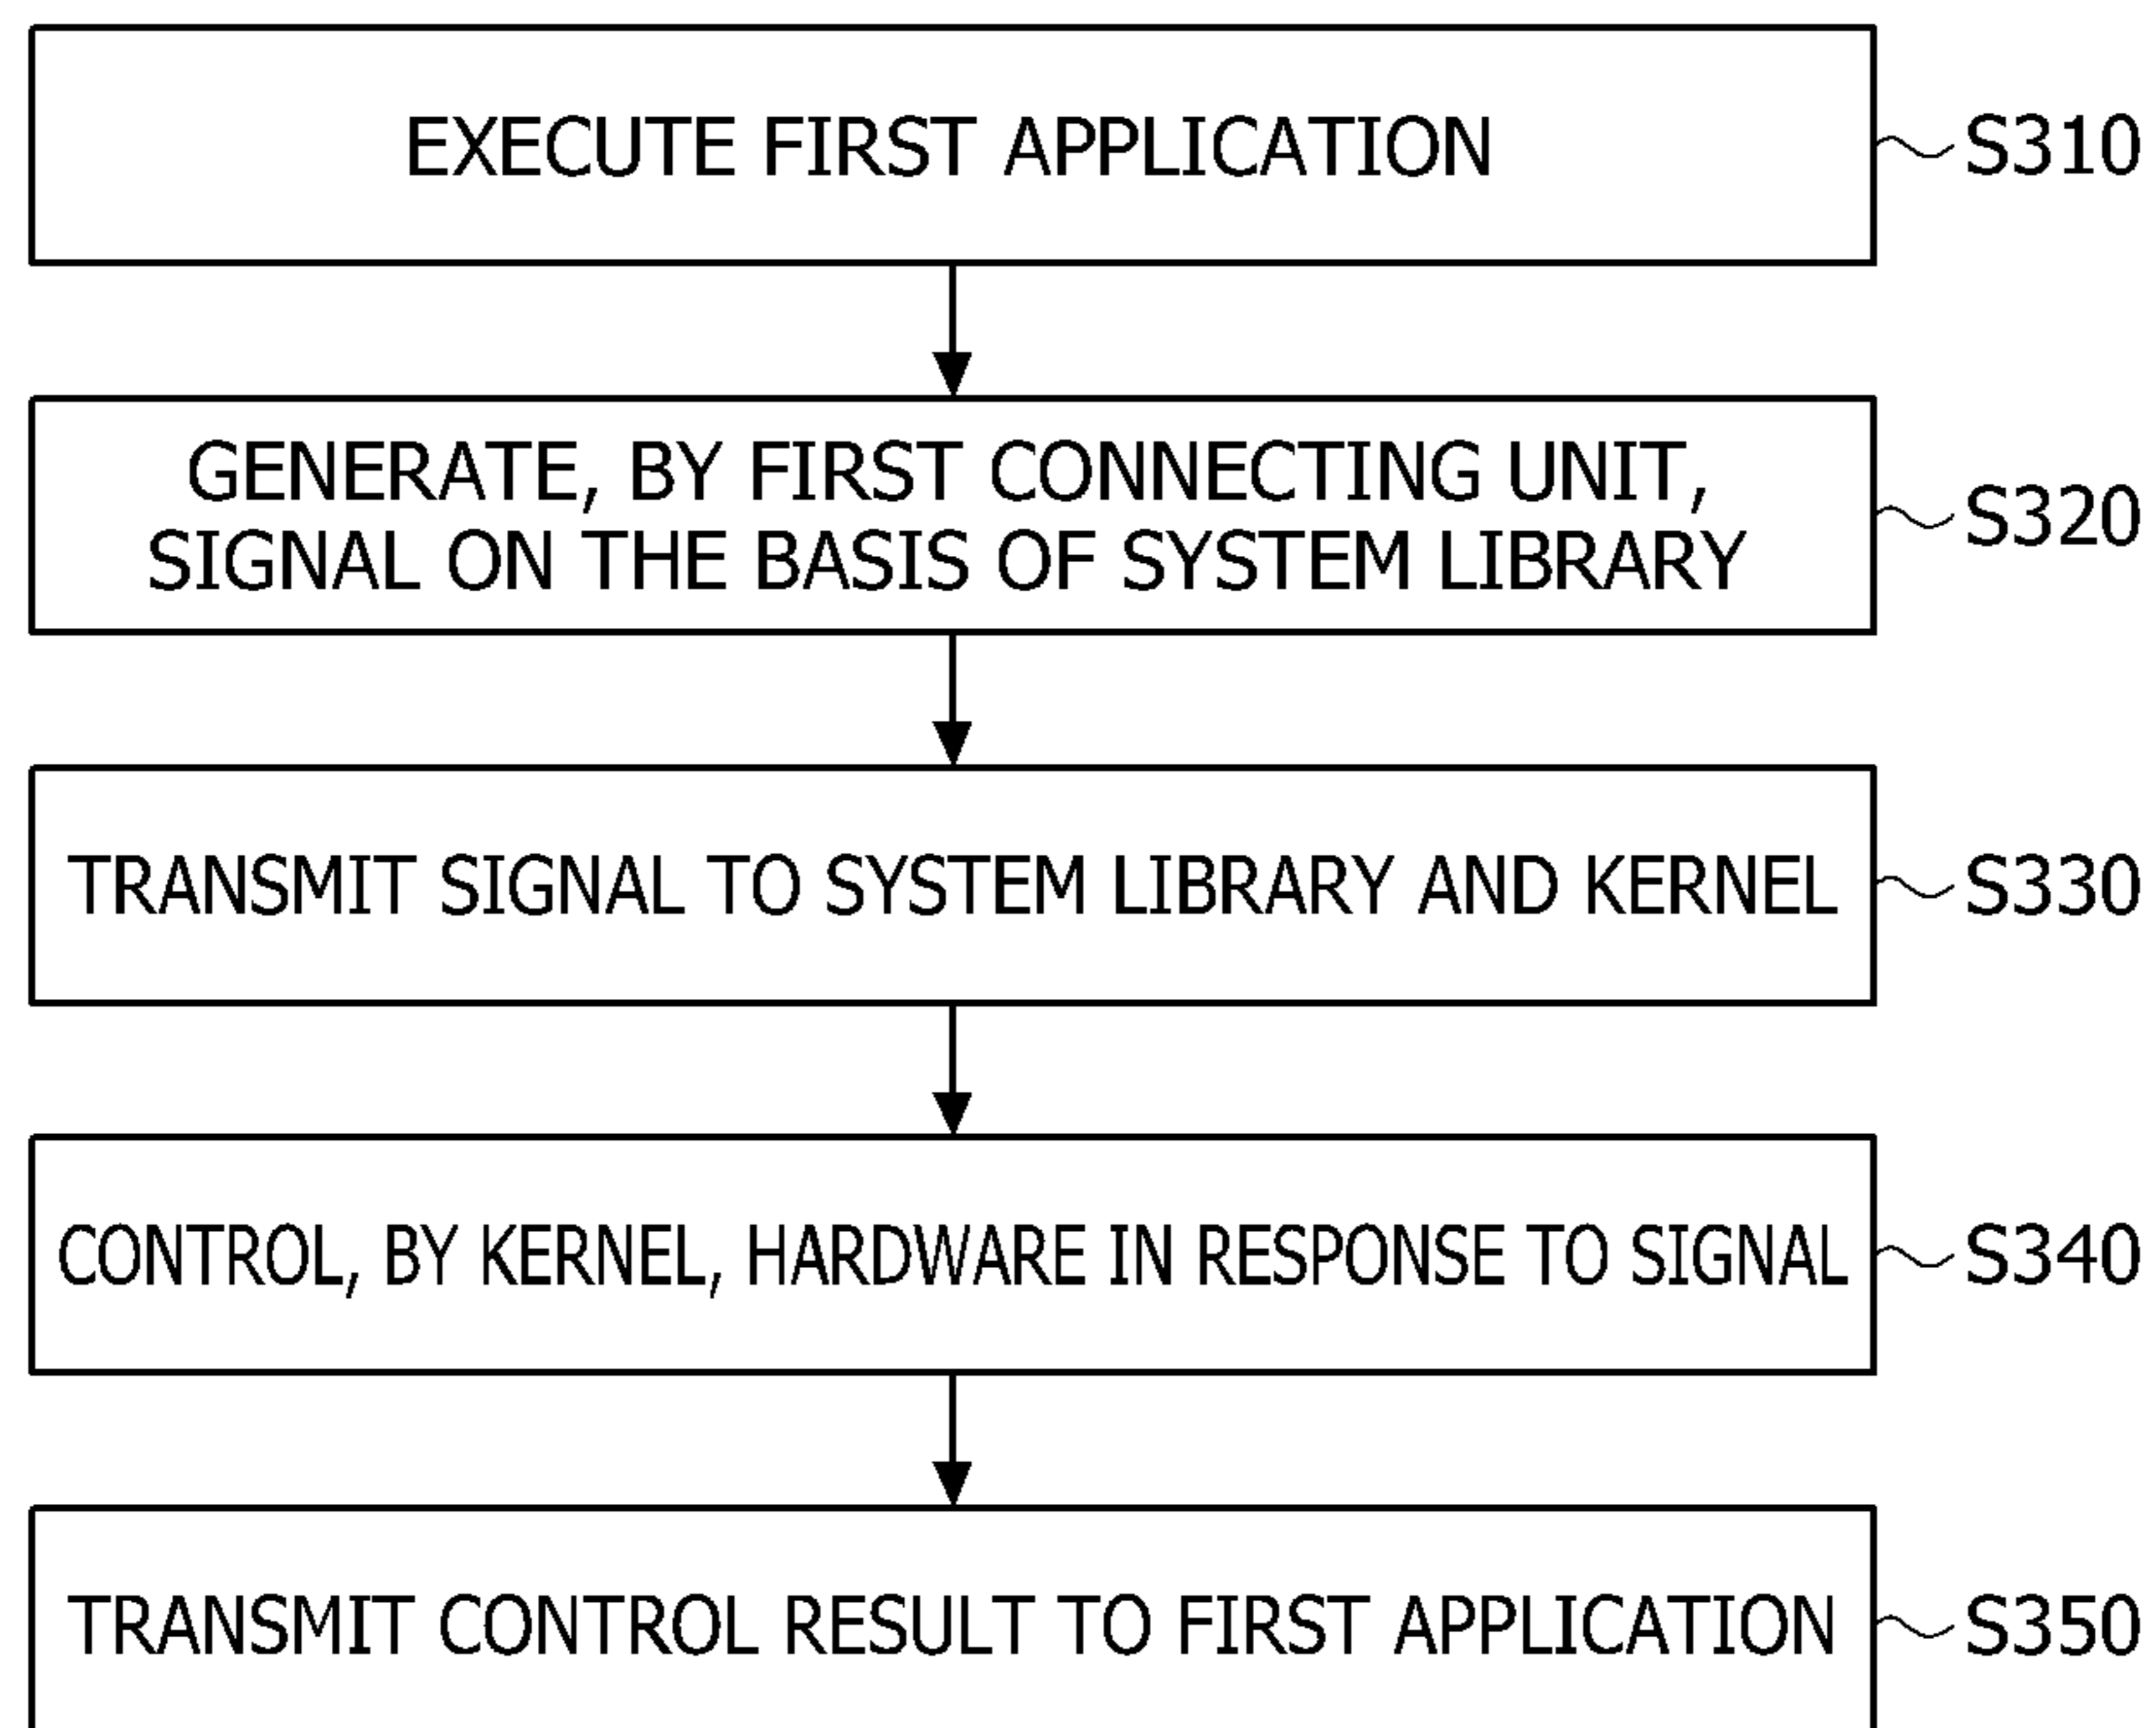 EXECUTE FIRST APPLICATION
S310
GENERATE, BY FIRST CONNECTING UNIT,
SIGNAL ON THE BASIS OF SYSTEM LIBRARY
S320
TRANSMIT SIGNAL TO SYSTEM LIBRARY AND KERNEL
S330
CONTROL, BY KERNEL, HARDWARE IN RESPONSE TO SIGNAL
S340
TRANSMIT CONTROL RESULT TO FIRST APPLICATION
S350